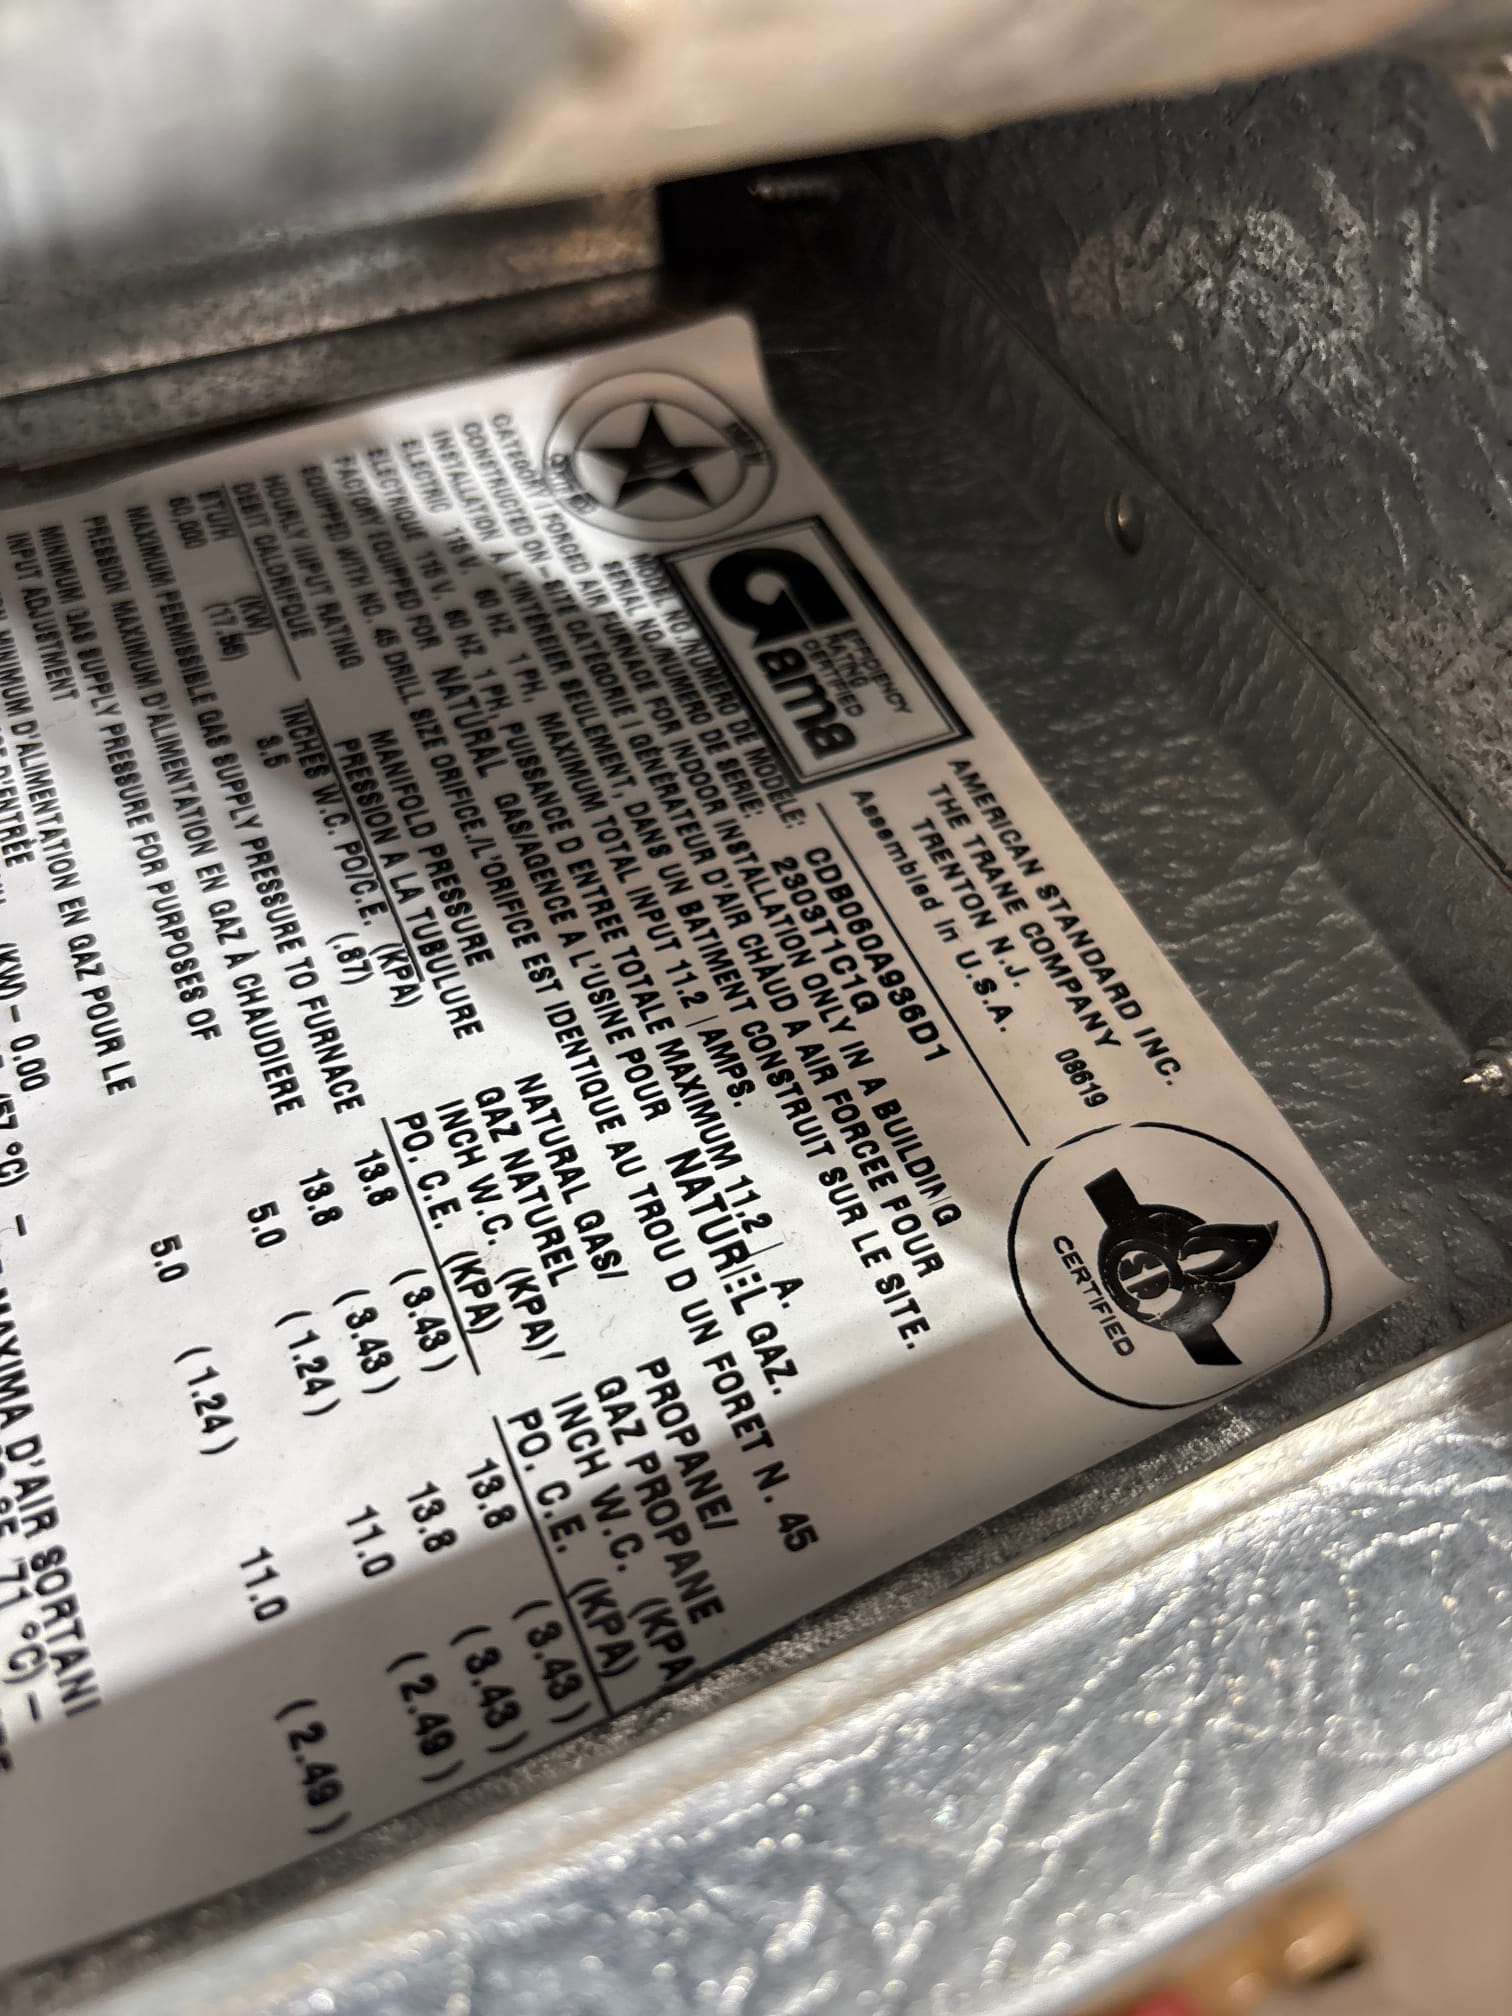 Gama
EFFICIENCY
RATING
CERTIFIED
AMERICAN STANDARD INC.
THE TRANE COMPANY
TRENTON N.J. 08619
Assembled in U.S.A.
CERTIFIED
MODEL NO./NUMERO DE MODELE: CDB060A936D1
SERIAL NO./NUMERO DE SERIE: 2303T1C1G
CATEGORY I FORCED AIR FURNACE FOR INDOOR INSTALLATION ONLY IN A BUILDING
CONSTRUCTED ON-SITE CATEGORIE I GÉNÉRATEUR D'AIR CHAUD A AIR FORCEE FOUR
INSTALLATION À L'INTERIER SEULEMENT, DANS UN BATIMENT CONSTRUIT SUR LE SITE.
ELECTRIC 115 V. 60 HZ 1 PH, MAXIMUM TOTAL INPUT 11.2 | AMPS.
ELECTRIQUE 115 V. 60 HZ 1 PH, PUISSANCE D ENTREE TOTALE MAXIMUM 11.2 | A.
FACTORY EQUIPPED FOR NATURAL GAS/AGENCE A L'USINE POUR NATUREL GAZ.
EQUIPPED WITH NO. 45 DRILL SIZE ORIFICE./L'ORIFICE EST IDENTIQUE AU TROU D UN FORET N. 45
HOURLY INPUT RATING MANIFOLD PRESSURE NATURAL GAS/ PROPANE/
DEBIT CALORIFIQUE PRESSION A LA TUBULURE GAZ NATUREL GAZ PROPANE
BTUH (KW) INCHES W.C. PO/C.E. (KPA) INCH W.C. (KPA)/ INCH W.C. (KPA
60,000 3.5 (.87) PO. C.E. (KPA) PO. C.E. (KPA)
MAXIMUM PERMISSIBLE GAS SUPPLY PRESSURE TO FURNACE 13.8 (3.43) 13.8 (3.43)
PRESSION MAXIMUM D'ALIMENTATION EN GAZ À CHAUDIERE 13.8 (3.43) 13.8 (3.43)
MINIMUM GAS SUPPLY PRESSURE FOR PURPOSES OF 5.0 (1.24) 11.0 (2.49)
INPUT ADJUSTMENT
MINIMUM D'ALIMENTATION EN GAZ POUR LE 5.0 (1.24) 11.0 (2.49)
D'ENTRÉE
(KW) - 0.00
MAXIMA D'AIR SORTANT
71 °C) -